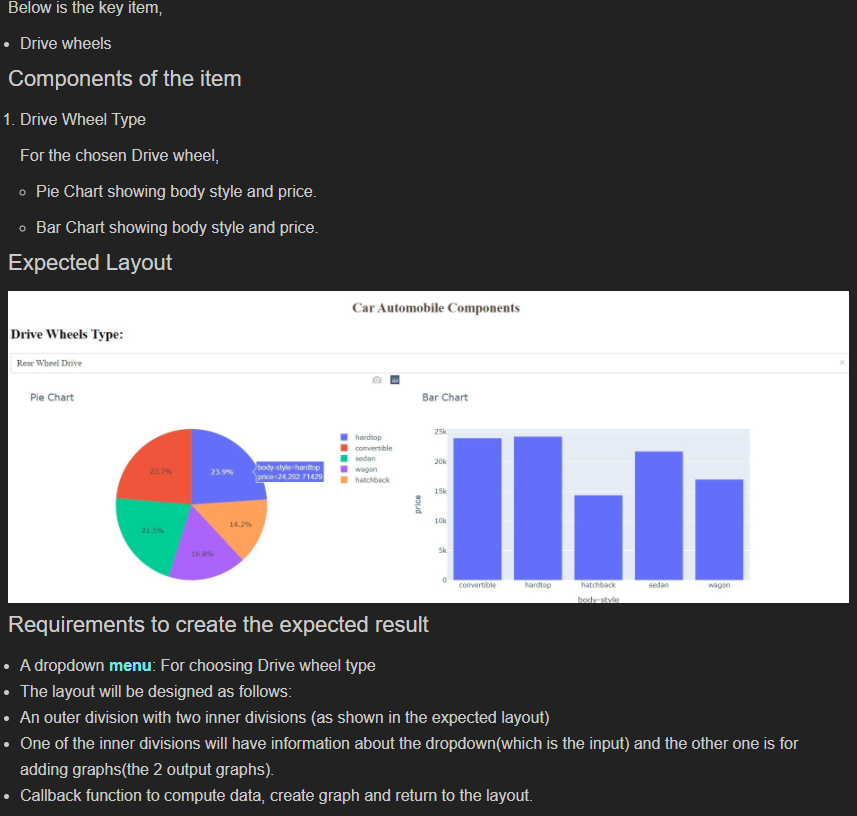 Below is the key item,
Drive wheels
Components of the item
1. Drive Wheel Type
For the chosen Drive wheel,
Pie Chart showing body style and price.
Bar Chart showing body style and price.
Expected Layout
Car Automobile Components
Drive Wheels Type:
Rear Wheel Drive ×
Pie Chart
23.7%
23.9%
21.5%
16.8%
14.2%
body-style=hardtop
price=24,202.71429
hardtop
convertible
sedan
wagon
hatchback
Bar Chart
25k
20k
15k
10k
5k
0
price
convertible hardtop hatchback sedan wagon
body-style
Requirements to create the expected result
A dropdown menu: For choosing Drive wheel type
The layout will be designed as follows:
An outer division with two inner divisions (as shown in the expected layout)
One of the inner divisions will have information about the dropdown(which is the input) and the other one is for
adding graphs(the 2 output graphs).
Callback function to compute data, create graph and return to the layout.